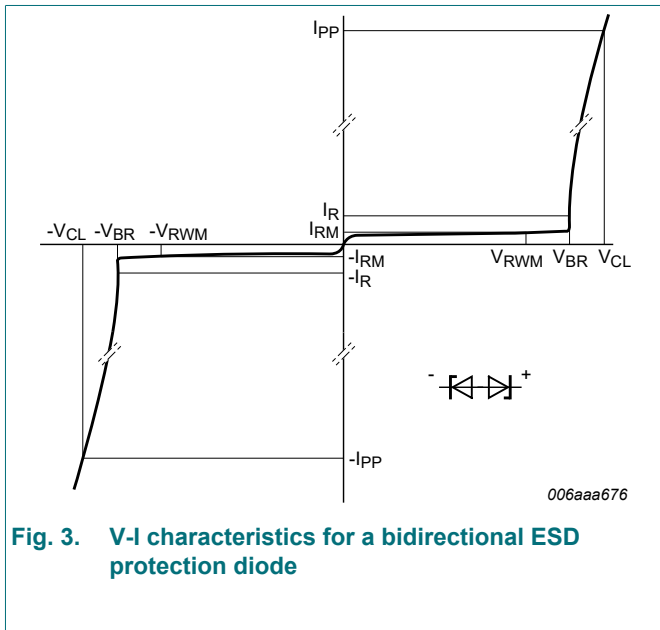 IPP
IR
IRM
-VCL -VBR -VRWM
-IRM
-IR
VRWM VBR VCL
- +
-IPP
006aaa676
Fig. 3. V-I characteristics for a bidirectional ESD
protection diode